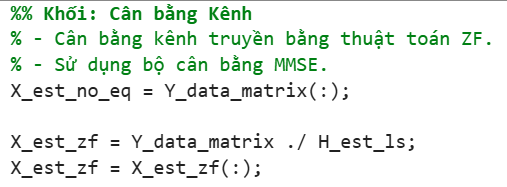 %% Khối: Cân bằng Kênh
% - Cân bằng kênh truyền bằng thuật toán ZF.
% - Sử dụng bộ cân bằng MMSE.
X_est_no_eq = Y_data_matrix(:);
X_est_zf = Y_data_matrix ./ H_est_ls;
X_est_zf = X_est_zf(:);